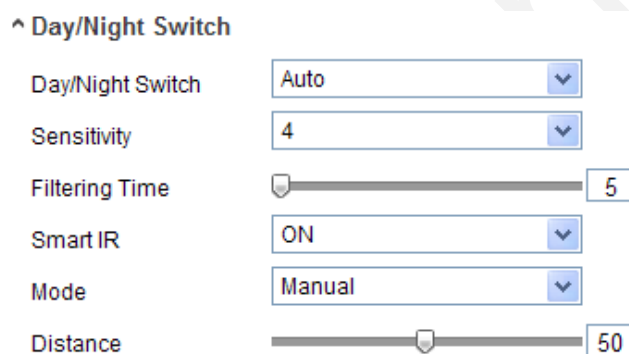 Day/Night Switch
Day/Night Switch Auto
Sensitivity 4
Filtering Time 5
Smart IR ON
Mode Manual
Distance 50